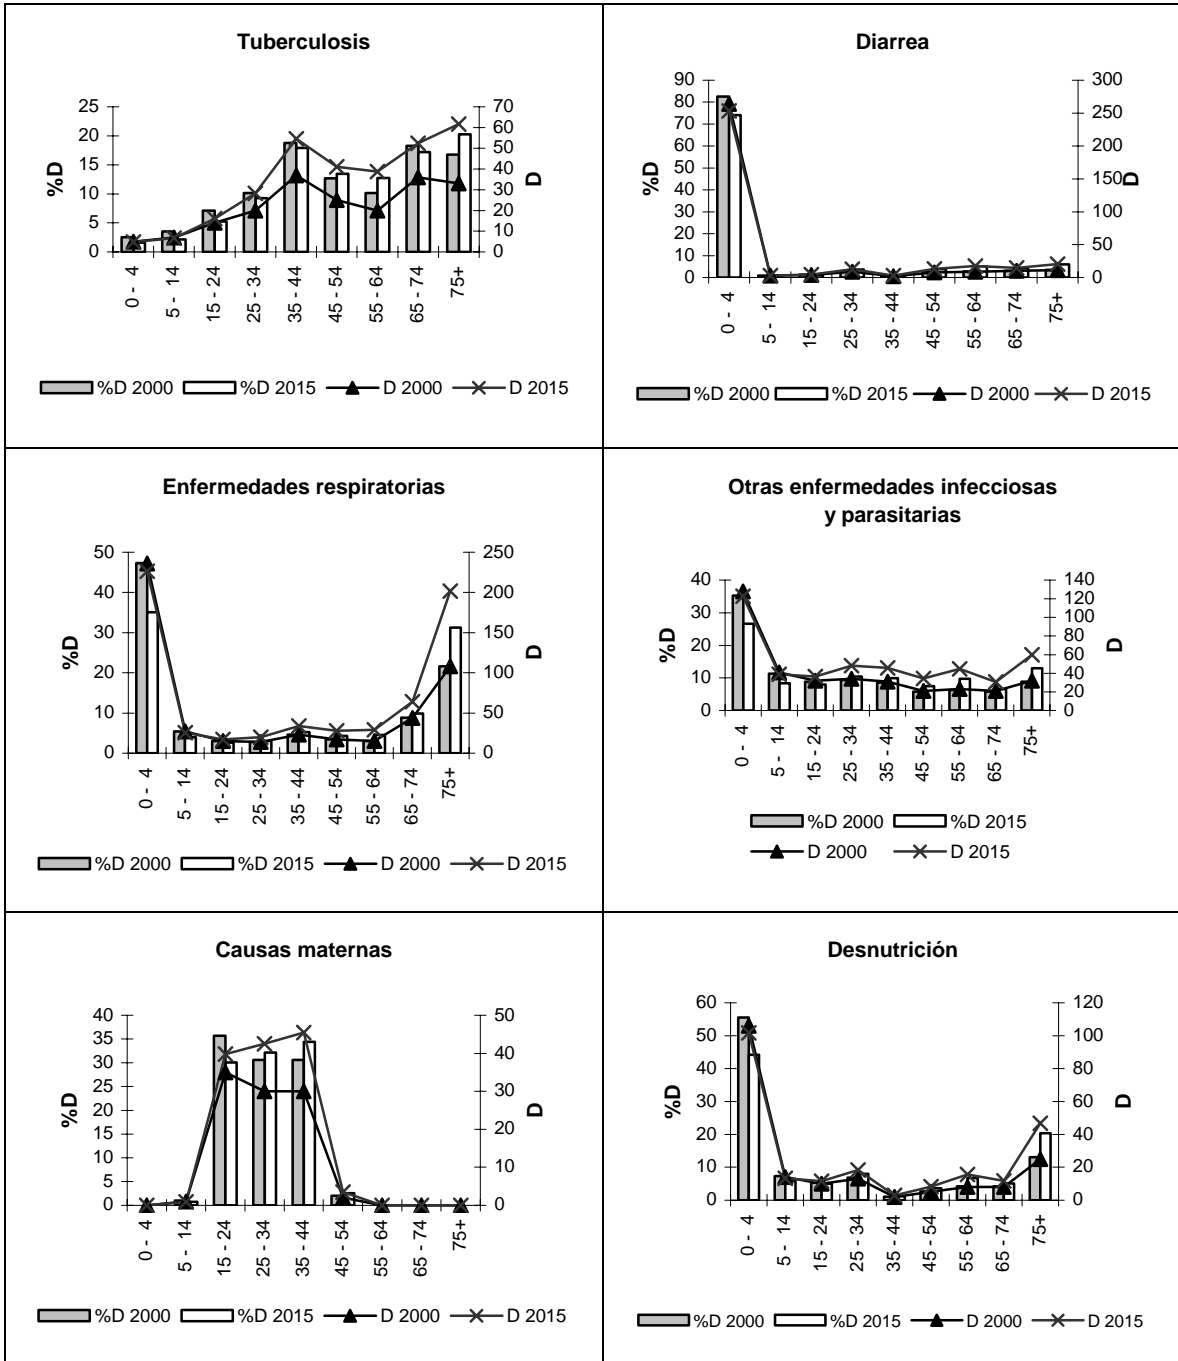 Tuberculosis
25
20
15
10
5
0
%D
70
60
50
40
30
20
10
0
D
0 - 4
5 - 14
15 - 24
25 - 34
35 - 44
45 - 54
55 - 64
65 - 74
75+
%D 2000 %D 2015 D 2000 D 2015
Diarrea
90
80
70
60
50
40
30
20
10
0
%D
300
250
200
150
100
50
0
D
0 - 4
5 - 14
15 - 24
25 - 34
35 - 44
45 - 54
55 - 64
65 - 74
75+
%D 2000 %D 2015 D 2000 D 2015
Enfermedades respiratorias
50
40
30
20
10
0
%D
250
200
150
100
50
0
D
0 - 4
5 - 14
15 - 24
25 - 34
35 - 44
45 - 54
55 - 64
65 - 74
75+
%D 2000 %D 2015 D 2000 D 2015
Otras enfermedades infecciosas
y parasitarias
40
30
20
10
0
%D
140
120
100
80
60
40
20
0
D
0 - 4
5 - 14
15 - 24
25 - 34
35 - 44
45 - 54
55 - 64
65 - 74
75+
%D 2000 %D 2015
D 2000 D 2015
Causas maternas
40
35
30
25
20
15
10
5
0
%D
50
40
30
20
10
0
D
0 - 4
5 - 14
15 - 24
25 - 34
35 - 44
45 - 54
55 - 64
65 - 74
75+
%D 2000 %D 2015 D 2000 D 2015
Desnutrición
60
50
40
30
20
10
0
%D
120
100
80
60
40
20
0
D
0 - 4
5 - 14
15 - 24
25 - 34
35 - 44
45 - 54
55 - 64
65 - 74
75+
%D 2000 %D 2015 D 2000 D 2015